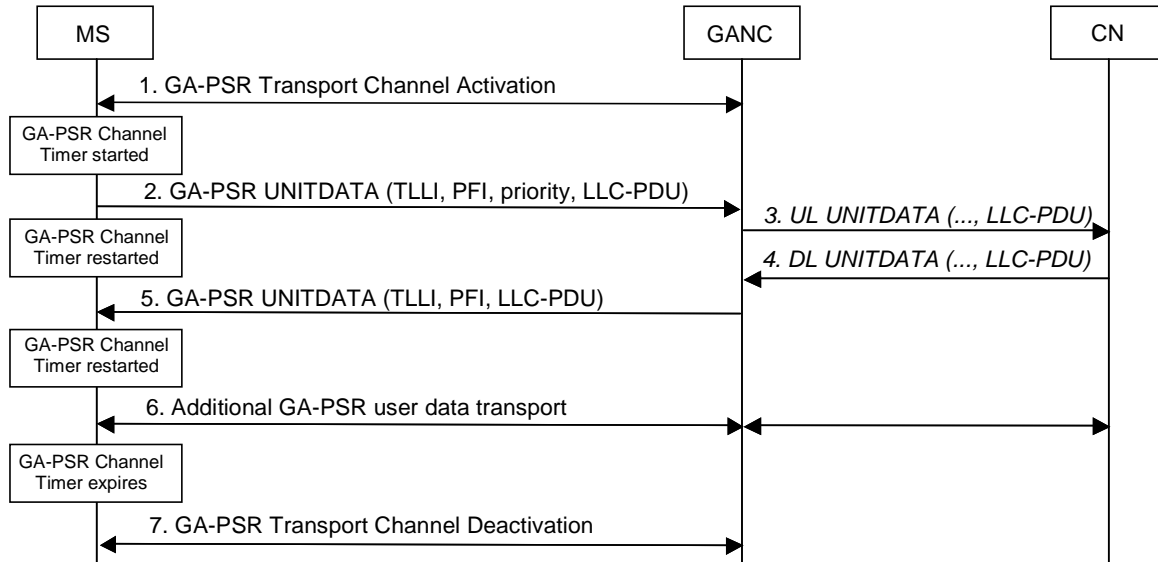 MS
GANC
CN
1. GA-PSR Transport Channel Activation
GA-PSR Channel
Timer started
2. GA-PSR UNITDATA (TLLI, PFI, priority, LLC-PDU)
3. UL UNITDATA (..., LLC-PDU)
GA-PSR Channel
Timer restarted
4. DL UNITDATA (..., LLC-PDU)
5. GA-PSR UNITDATA (TLLI, PFI, LLC-PDU)
GA-PSR Channel
Timer restarted
6. Additional GA-PSR user data transport
GA-PSR Channel
Timer expires
7. GA-PSR Transport Channel Deactivation